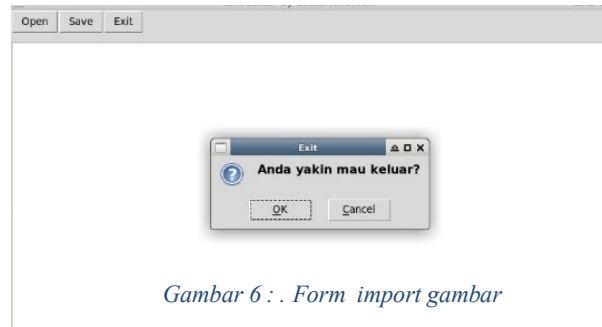 Open Save Exit
Exit
Anda yakin mau keluar?
OK Cancel
Gambar 6 : . Form import gambar